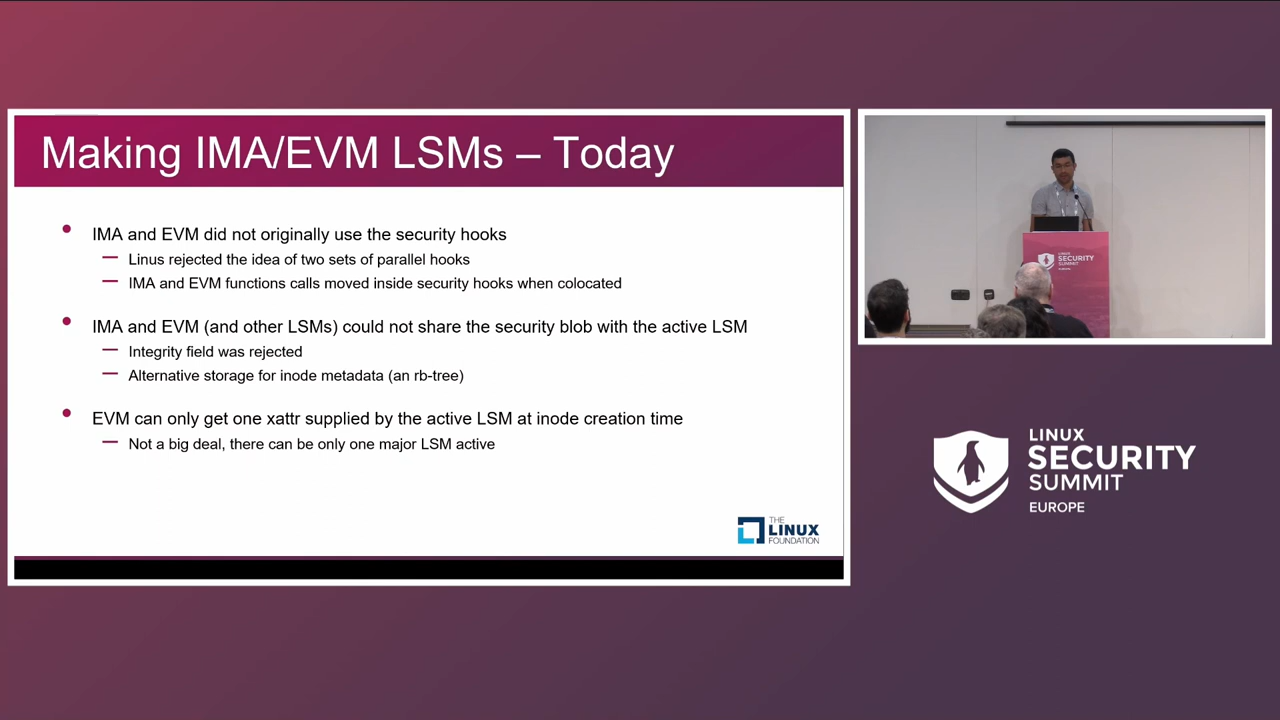 Making IMA/EVM LSMs – Today
• IMA and EVM did not originally use the security hooks
— Linus rejected the idea of two sets of parallel hooks
— IMA and EVM functions calls moved inside security hooks when colocated
• IMA and EVM (and other LSMs) could not share the security blob with the active LSM
— Integrity field was rejected
— Alternative storage for inode metadata (an rb-tree)
• EVM can only get one xattr supplied by the active LSM at inode creation time
— Not a big deal, there can be only one major LSM active
THE
LINUX
FOUNDATION
LINUX
SECURITY
SUMMIT
EUROPE
LINUX
SECURITY
SUMMIT
EUROPE